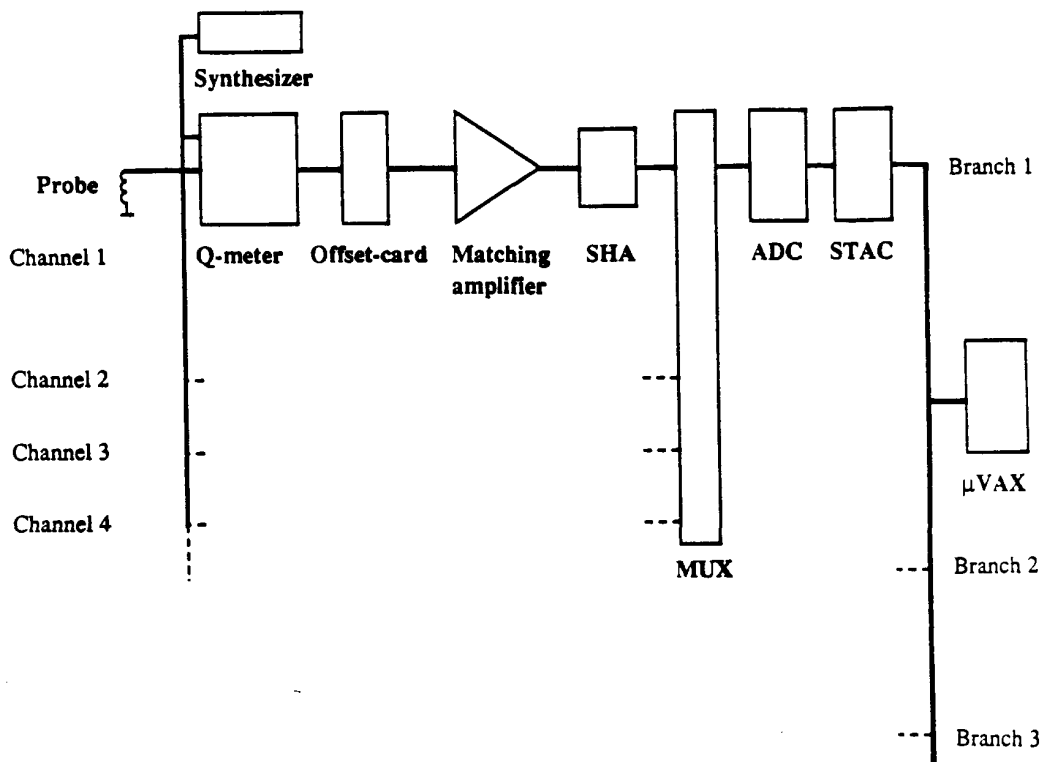 Synthesizer
Probe
Branch 1
Channel 1
Q-meter
Offset-card
Matching
amplifier
SHA
ADC
STAC
Channel 2
Channel 3
Channel 4
µVAX
MUX
Branch 2
Branch 3